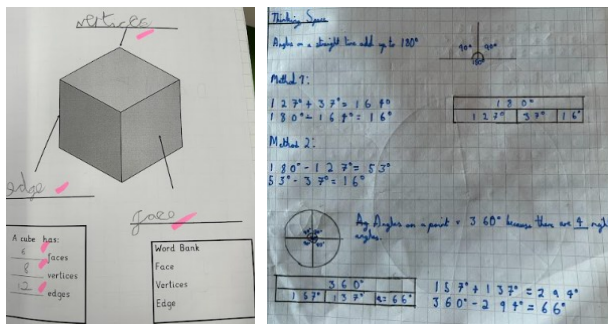 vertices
edge
face
A cube has:
6 faces
8 vertices
12 edges
Word Bank
Face
Vertices
Edge
Thinking Space
Angles on a straight line add up to 180°
90° 90°
180°
Method 1:
127° + 37° = 164°
180° - 164° = 16°
180°
127° 37° 16°
Method 2:
180 - 127° = 53°
53° - 37° = 16°
Angles on a point = 360° because there are 4 right
angles.
360°
157° 137° a=66°
157° + 137° = 294°
360° - 294° = 66°